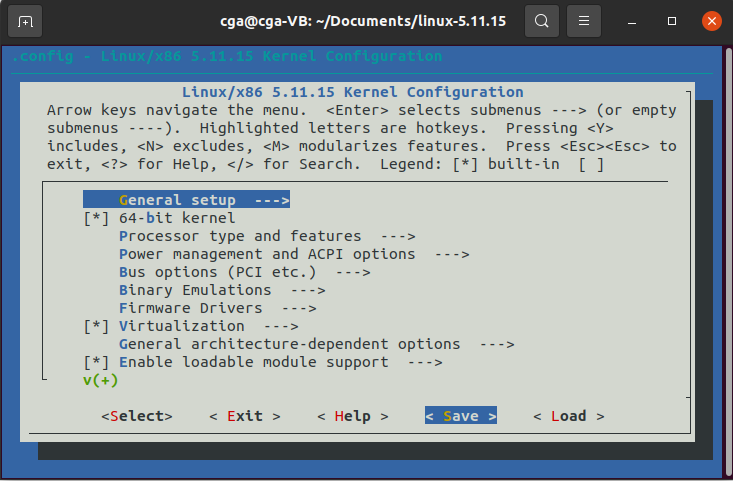 cga@cga-VB: ~/Documents/linux-5.11.15
.config - Linux/x86 5.11.15 Kernel Configuration
Linux/x86 5.11.15 Kernel Configuration
Arrow keys navigate the menu.  <Enter> selects submenus ---> (or empty
submenus ----).  Highlighted letters are hotkeys.  Pressing <Y>
includes, <N> excludes, <M> modularizes features.  Press <Esc><Esc> to
exit, <?> for Help, </> for Search.  Legend: [*] built-in  [ ]
General setup  --->
[*] 64-bit kernel
Processor type and features  --->
Power management and ACPI options  --->
Bus options (PCI etc.)  --->
Binary Emulations  --->
Firmware Drivers  --->
[*] Virtualization  --->
General architecture-dependent options  --->
[*] Enable loadable module support  --->
v(+)
<Select>    < Exit >    < Help >    < Save >    < Load >